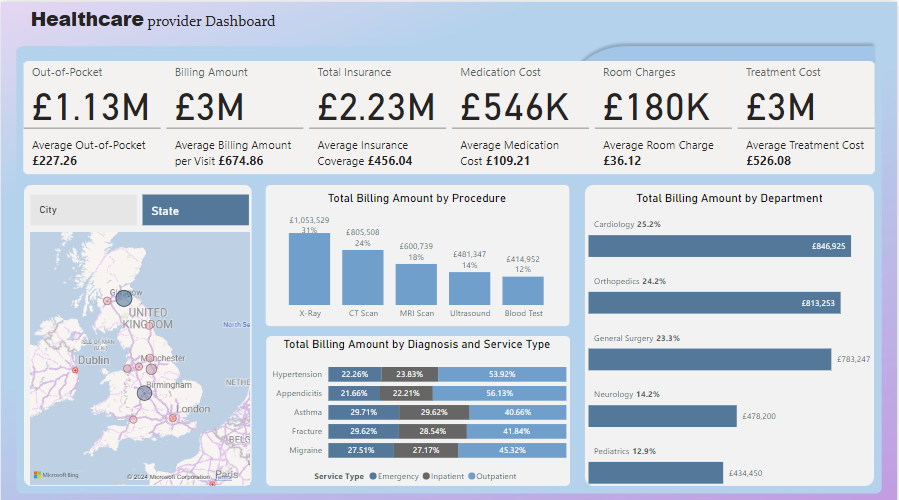 Healthcare provider Dashboard
Out-of-Pocket
£1.13M
Average Out-of-Pocket
£227.26
Billing Amount
£3M
Average Billing Amount
per Visit £674.86
Total Insurance
£2.23M
Average Insurance
Coverage £456.04
Medication Cost
£546K
Average Medication
Cost £109.21
Room Charges
£180K
Average Room Charge
£36.12
Treatment Cost
£3M
Average Treatment Cost
£526.08
City
State
Glasgow
UNITED
KINGDOM
North Se
ISLE OF MAN
Dublin
Manchester
Birmingham
NETHE
London
BELG
Paris
Microsoft Bing
© 2024 Microsoft Corporation
Total Billing Amount by Procedure
£1,053,529
31%
£805,508
24%
£600,739
18%
£481,347
14%
£414,952
12%
X-Ray
CT Scan
MRI Scan
Ultrasound
Blood Test
Total Billing Amount by Diagnosis and Service Type
Hypertension 22.26% 23.83% 53.92%
Appendicitis 21.66% 22.21% 56.13%
Asthma 29.71% 29.62% 40.66%
Fracture 29.62% 28.54% 41.84%
Migraine 27.51% 27.17% 45.32%
Service Type Emergency Inpatient Outpatient
Total Billing Amount by Department
Cardiology 25.2%
£846,925
Orthopedics 24.2%
£813,253
General Surgery 23.3%
£783,247
Neurology 14.2%
£478,200
Pediatrics 12.9%
£434,450